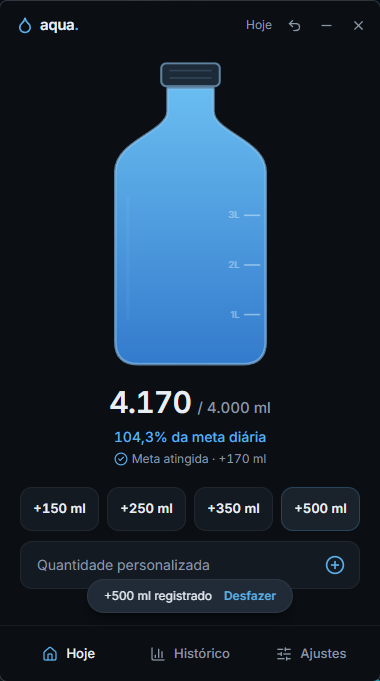 aqua.
Hoje
3L
2L
1L
4.170 / 4.000 ml
104,3% da meta diária
Meta atingida · +170 ml
+150 ml +250 ml +350 ml +500 ml
Quantidade personalizada
+500 ml registrado Desfazer
Hoje Histórico Ajustes